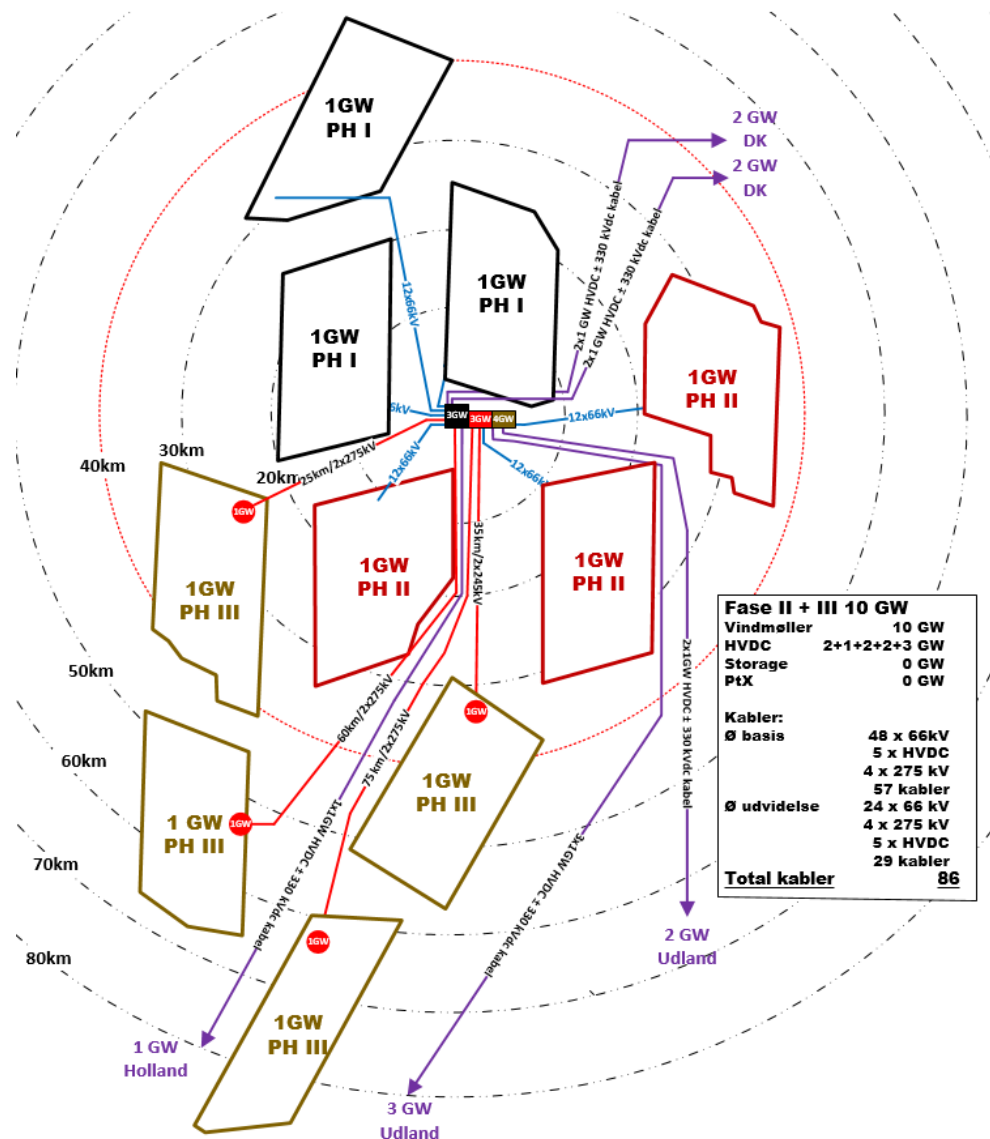 1GW
PH I
2 GW
DK
2 GW
DK
1GW
PH I
1GW
PH I
1GW
PH II
2x1 GW HVDC ± 330 kVdc kabel
2x1 GW HVDC ± 330 kVdc kabel
12x66kV
3GW
3GW
4GW
12x66kV
12x66kV
12x66k
25km/2x275kV
30km
40km
20km
1GW
1GW
PH III
1GW
PH II
1GW
PH II
35km/2x245kV
50km
60km
70km
80km
1GW
1GW
PH III
60km/2x275kV
75 km/2x275kV
1 GW
PH III
1GW
1x1GW HVDC ± 330 kVdc kabel
3x1GW HVDC ± 330 kVdc kabel
2x1GW HVDC ± 330 kVdc kabel
1GW
1GW
PH III
1 GW
Holland
3 GW
Udland
2 GW
Udland
Fase II + III 10 GW
Vindmøller 10 GW
HVDC 2+1+2+2+3 GW
Storage 0 GW
PtX 0 GW
Kabler:
Ø basis 48 x 66kV
5 x HVDC
4 x 275 kV
57 kabler
Ø udvidelse 24 x 66 kV
4 x 275 kV
5 x HVDC
29 kabler
Total kabler 86